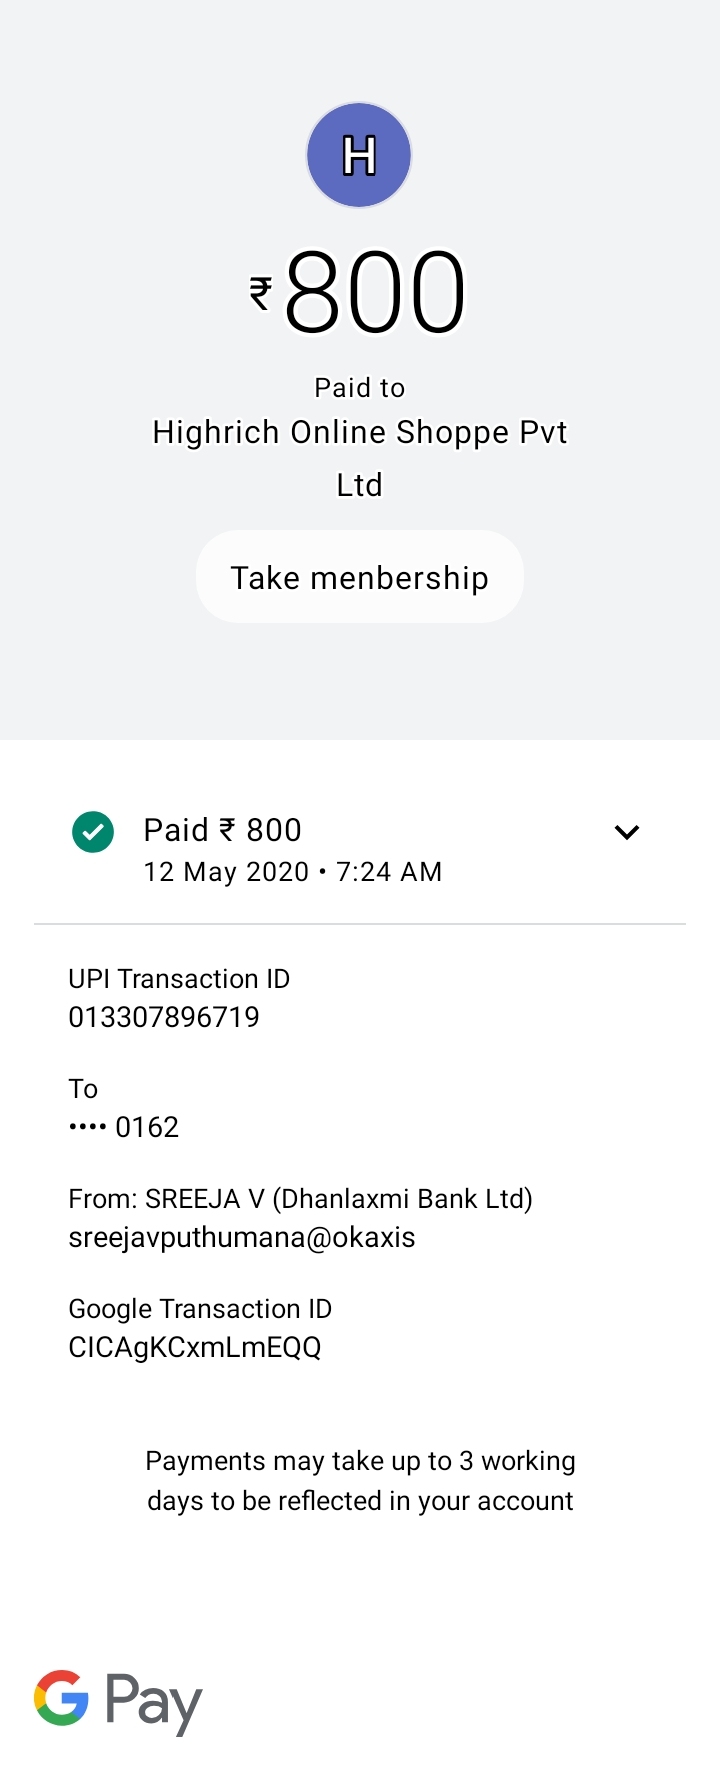 H
₹800
Paid to
Highrich Online Shoppe Pvt
Ltd
Take menbership
Paid ₹ 800
12 May 2020 • 7:24 AM
UPI Transaction ID
013307896719
To
•••• 0162
From: SREEJA V (Dhanlaxmi Bank Ltd)
sreejavputhumana@okaxis
Google Transaction ID
CICAgKCxmLmEQQ
Payments may take up to 3 working
days to be reflected in your account
G Pay